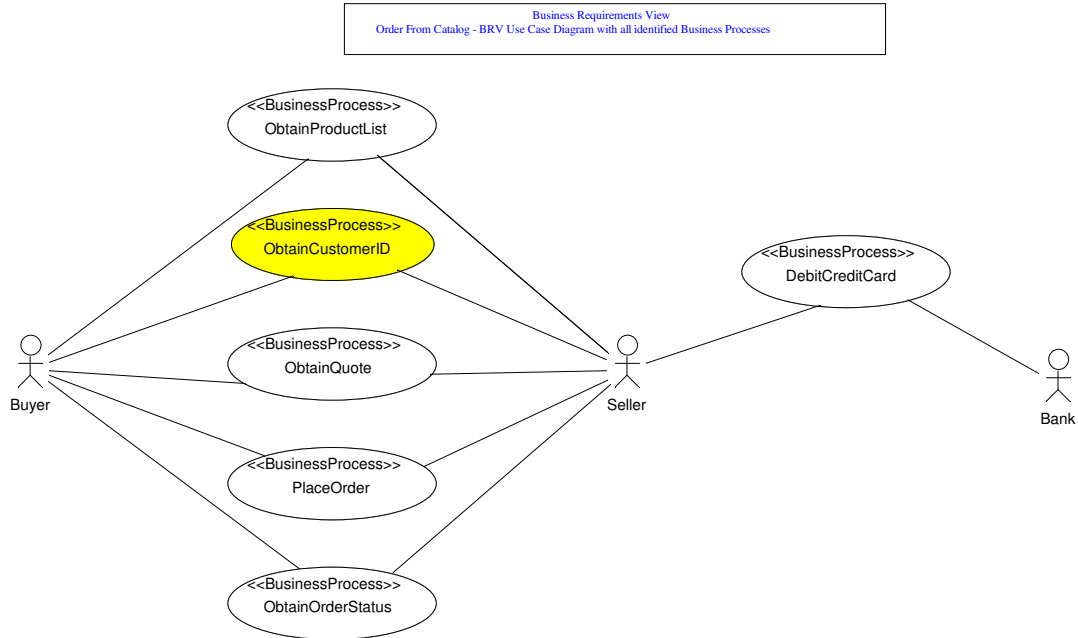 Business Requirements View
Order From Catalog - BRV Use Case Diagram with all identified Business Processes
<<BusinessProcess>>
ObtainProductList
<<BusinessProcess>>
ObtainCustomerID
<<BusinessProcess>>
DebitCreditCard
<<BusinessProcess>>
ObtainQuote
Buyer
Seller
Bank
<<BusinessProcess>>
PlaceOrder
<<BusinessProcess>>
ObtainOrderStatus